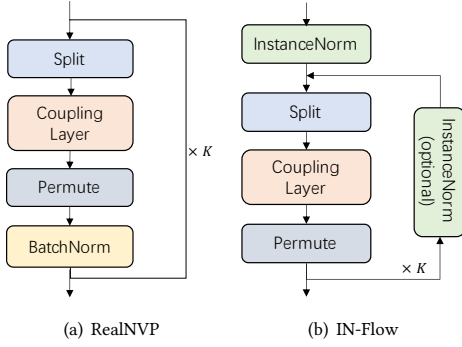 Split
Coupling
Layer
Permute
BatchNorm
× K
(a) RealNVP
InstanceNorm
Split
Coupling
Layer
Permute
InstanceNorm
(optional)
× K
(b) IN-Flow